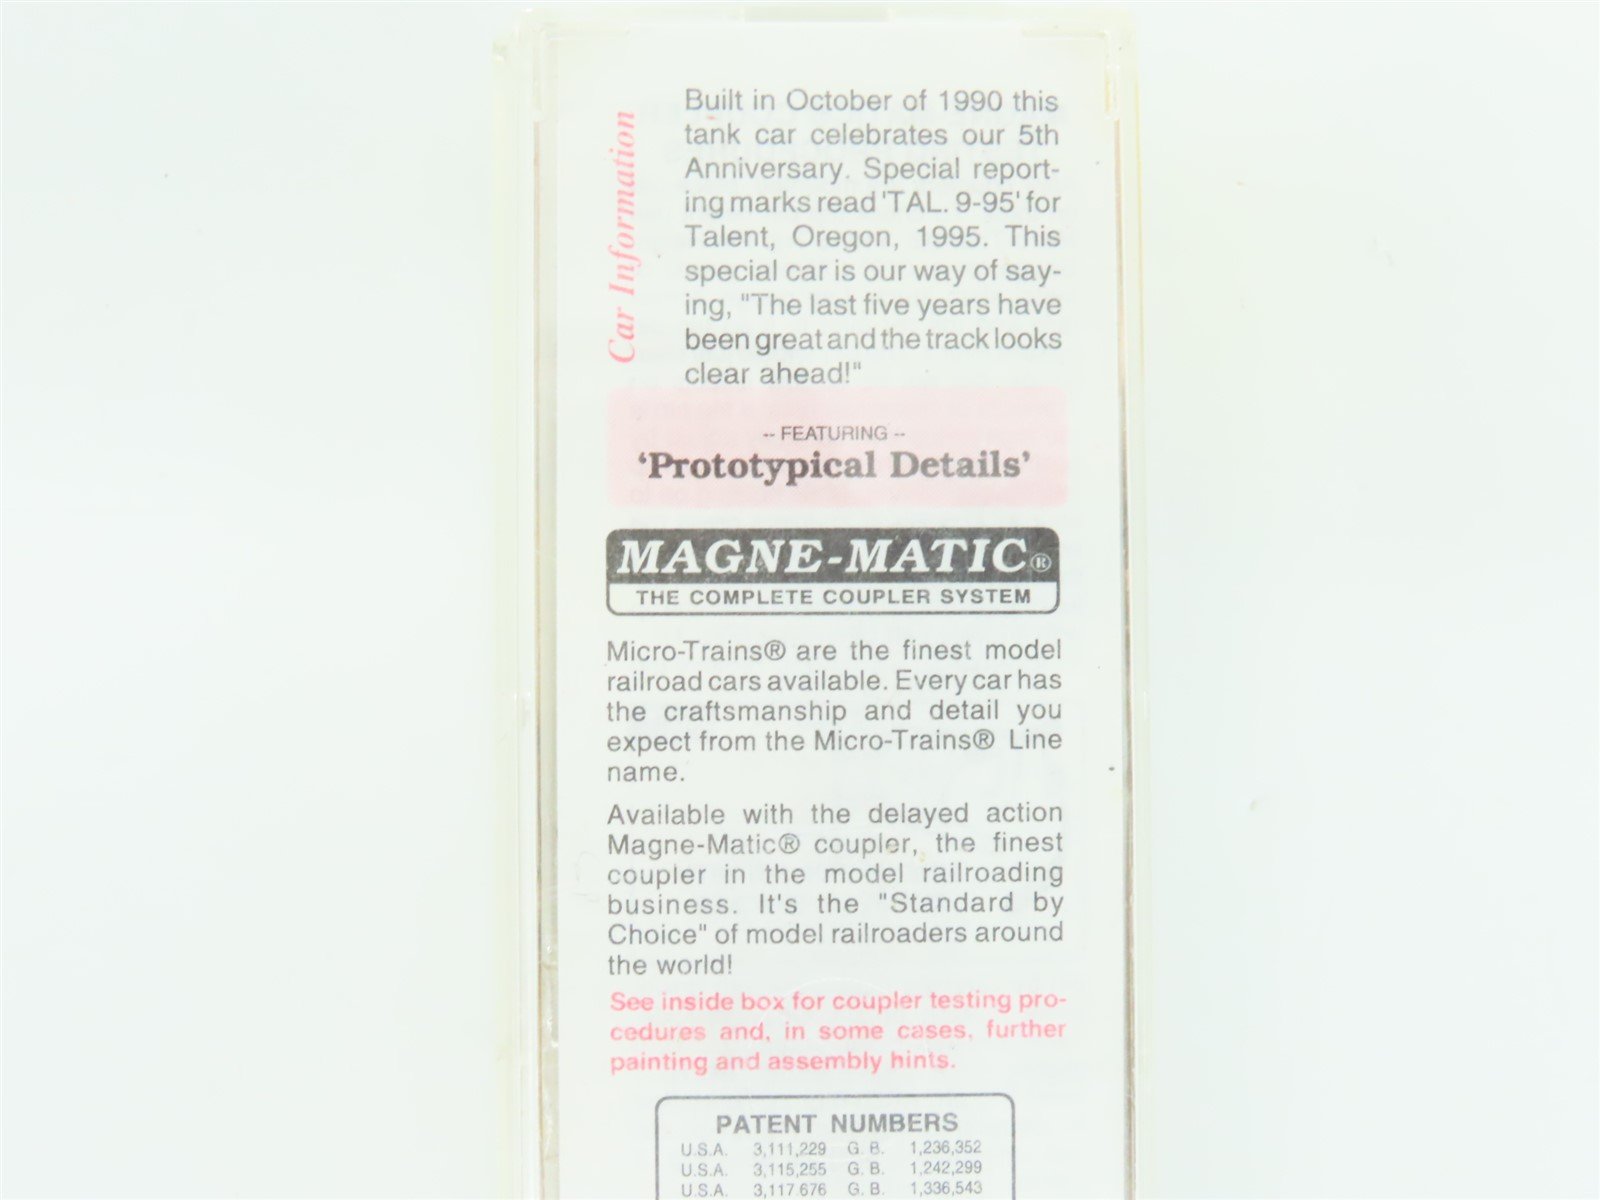 Car Information
Built in October of 1990 this
tank car celebrates our 5th
Anniversary. Special report-
ing marks read 'TAL. 9-95' for
Talent, Oregon, 1995. This
special car is our way of say-
ing, "The last five years have
been great and the track looks
clear ahead!"
-- FEATURING --
‘Prototypical Details’
MAGNE-MATIC®
THE COMPLETE COUPLER SYSTEM
Micro-Trains® are the finest model
railroad cars available. Every car has
the craftsmanship and detail you
expect from the Micro-Trains® Line
name.
Available with the delayed action
Magne-Matic® coupler, the finest
coupler in the model railroading
business. It's the "Standard by
Choice" of model railroaders around
the world!
See inside box for coupler testing pro-
cedures and, in some cases, further
painting and assembly hints.
PATENT NUMBERS
U.S.A. 3,111,229 G. B. 1,236,352
U.S.A. 3,115,255 G. B. 1,242,299
U.S.A. 3,117.676 G. B. 1,336,543